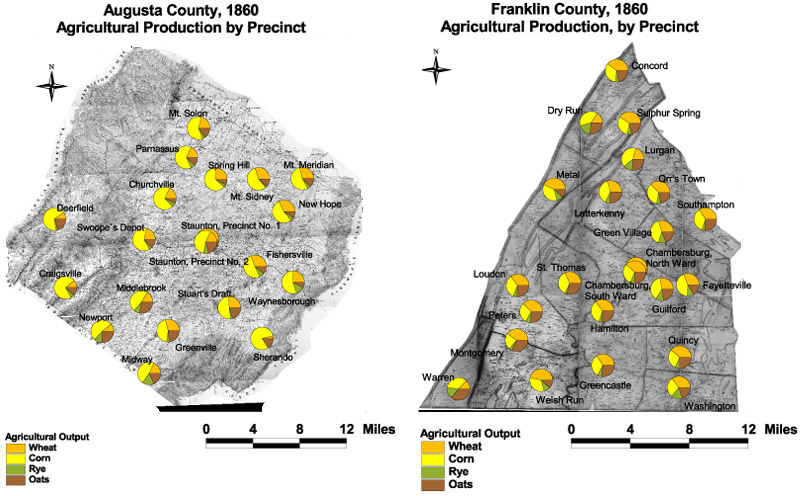 Augusta County, 1860
Agricultural Production by Precinct
N
Mt. Solon
Parnassus
Spring Hill
Mt. Meridian
Churchville
Mt. Sidney
New Hope
Deerfield
Swoope's Depot
Staunton, Precinct No. 1
Staunton, Precinct No. 2
Fishersville
Craigsville
Middlebrook
Stuart's Draft
Waynesborough
Newport
Greenville
Sherando
Midway
Agricultural Output
Wheat
Corn
Rye
Oats
0 4 8 12 Miles
Franklin County, 1860
Agricultural Production, by Precinct
N
Concord
Dry Run
Sulphur Spring
Lurgan
Metal
Orr's Town
Letterkenny
Southampton
Green Village
Chambersburg,
North Ward
St. Thomas
Loudon
Chambersburg,
South Ward
Fayetteville
Guilford
Peters
Hamilton
Montgomery
Quincy
Warren
Greencastle
Welsh Run
Washington
Agricultural Output
Wheat
Corn
Rye
Oats
0 4 8 12 Miles